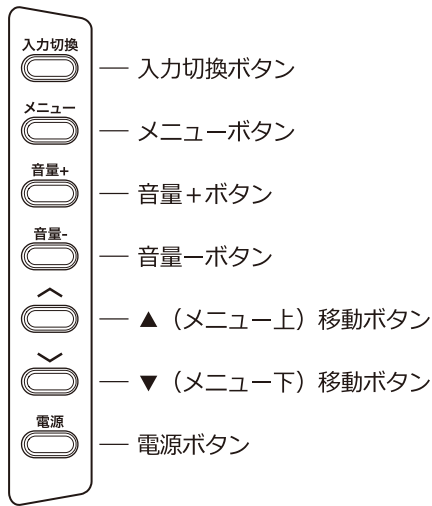 入力切換
入力切換ボタン
メニュー
メニューボタン
音量+
音量＋ボタン
音量-
音量ーボタン
▲（メニュー上）移動ボタン
▼（メニュー下）移動ボタン
電源
電源ボタン